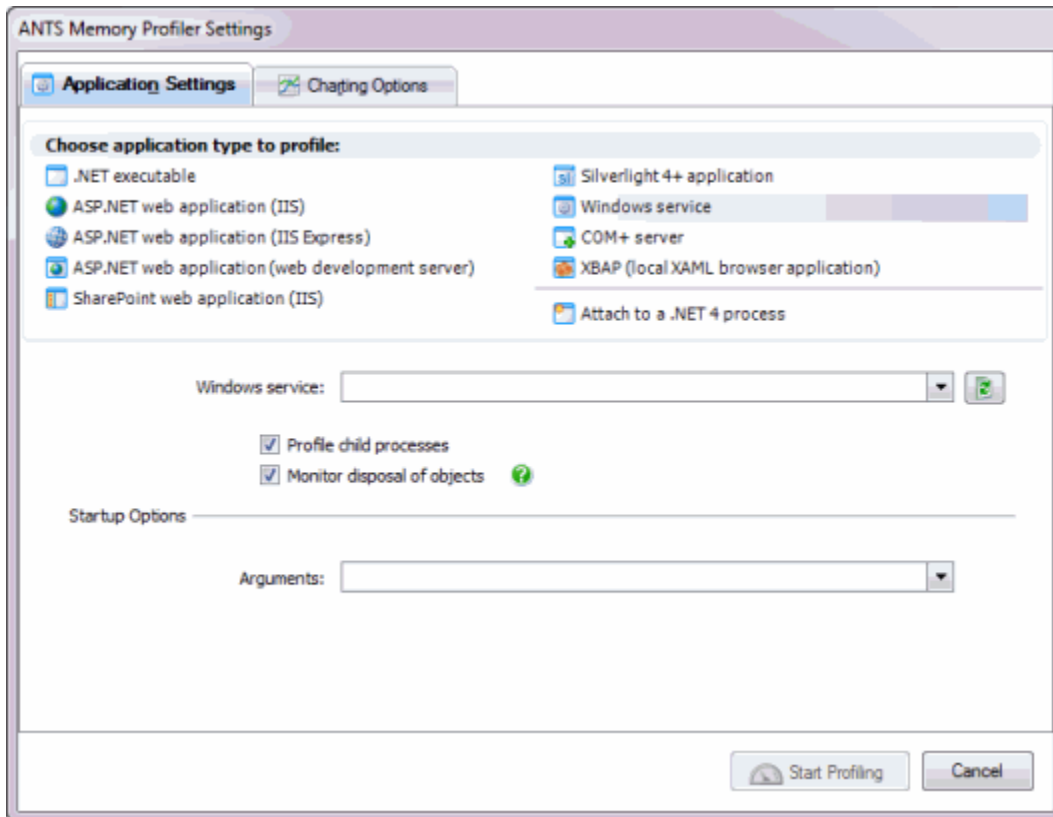 ANTS Memory Profiler Settings
Application Settings
Charting Options
Choose application type to profile:
.NET executable
ASP.NET web application (IIS)
ASP.NET web application (IIS Express)
ASP.NET web application (web development server)
SharePoint web application (IIS)
Silverlight 4+ application
Windows service
COM+ server
XBAP (local XAML browser application)
Attach to a .NET 4 process
Windows service:
Profile child processes
Monitor disposal of objects
Startup Options
Arguments:
Start Profiling
Cancel